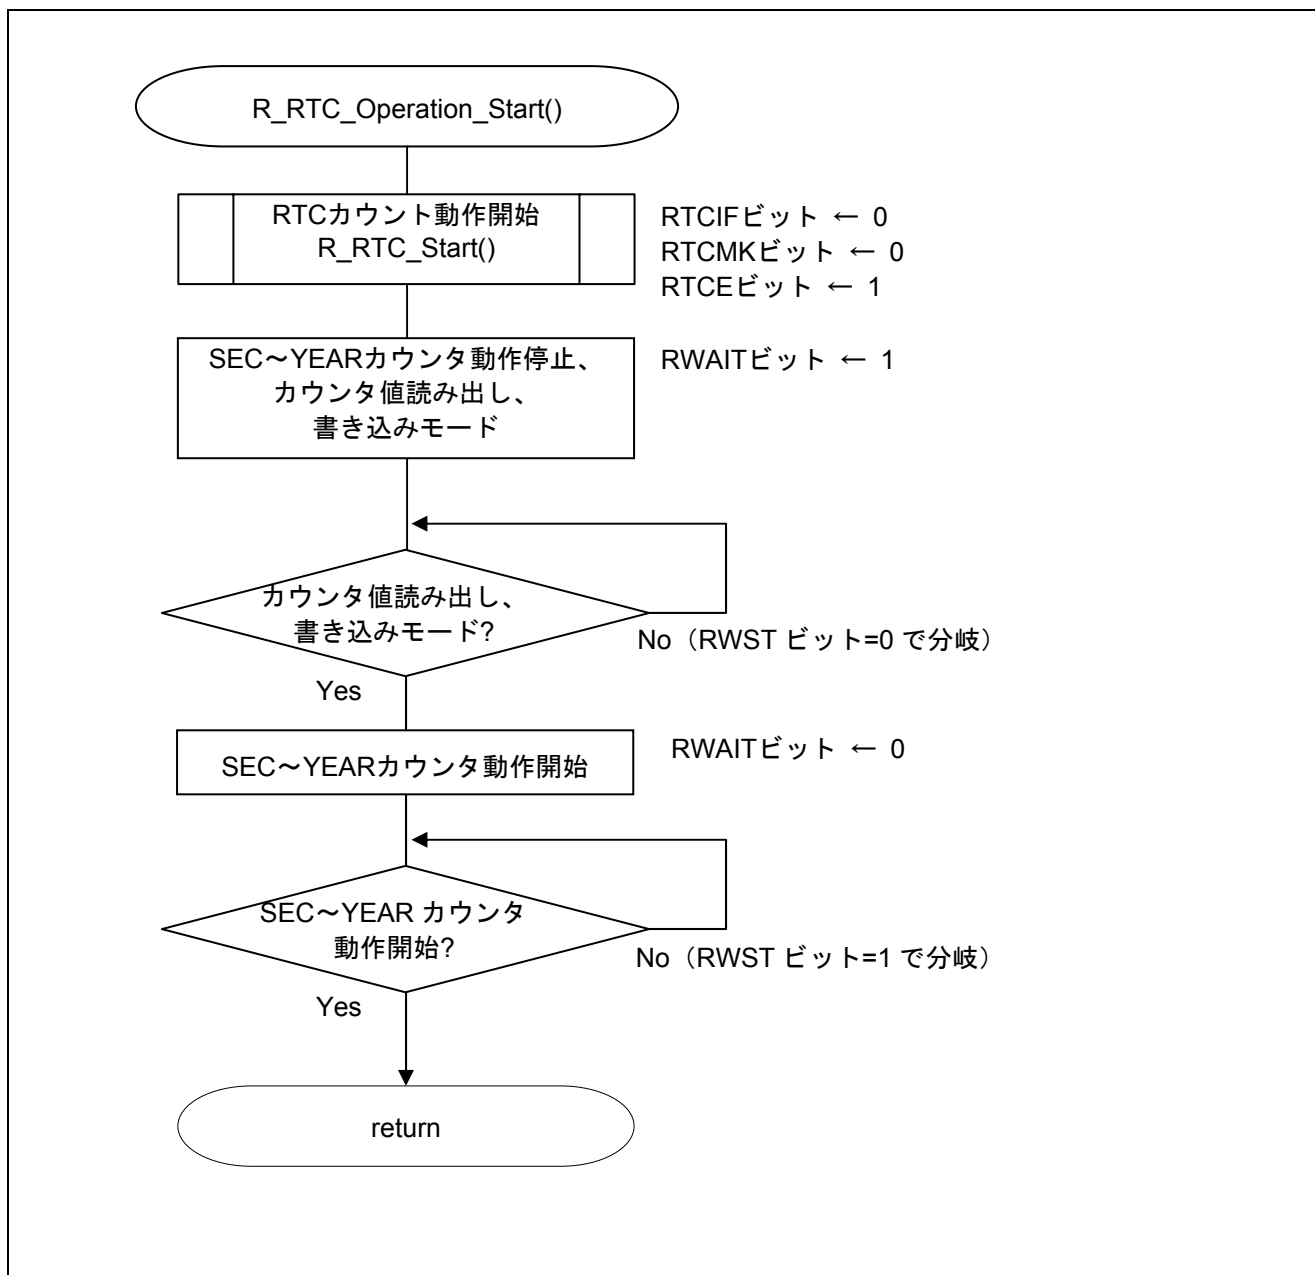 R_RTC_Operation_Start()
RTCカウント動作開始
R_RTC_Start()
RTCIFビット ← 0
RTCMKビット ← 0
RTCEビット ← 1
SEC～YEARカウンタ動作停止、
カウンタ値読み出し、
書き込みモード
RWAITビット ← 1
カウンタ値読み出し、
書き込みモード?
No（RWST ビット=0 で分岐）
Yes
SEC～YEARカウンタ動作開始
RWAITビット ← 0
SEC～YEAR カウンタ
動作開始?
No（RWST ビット=1 で分岐）
Yes
return